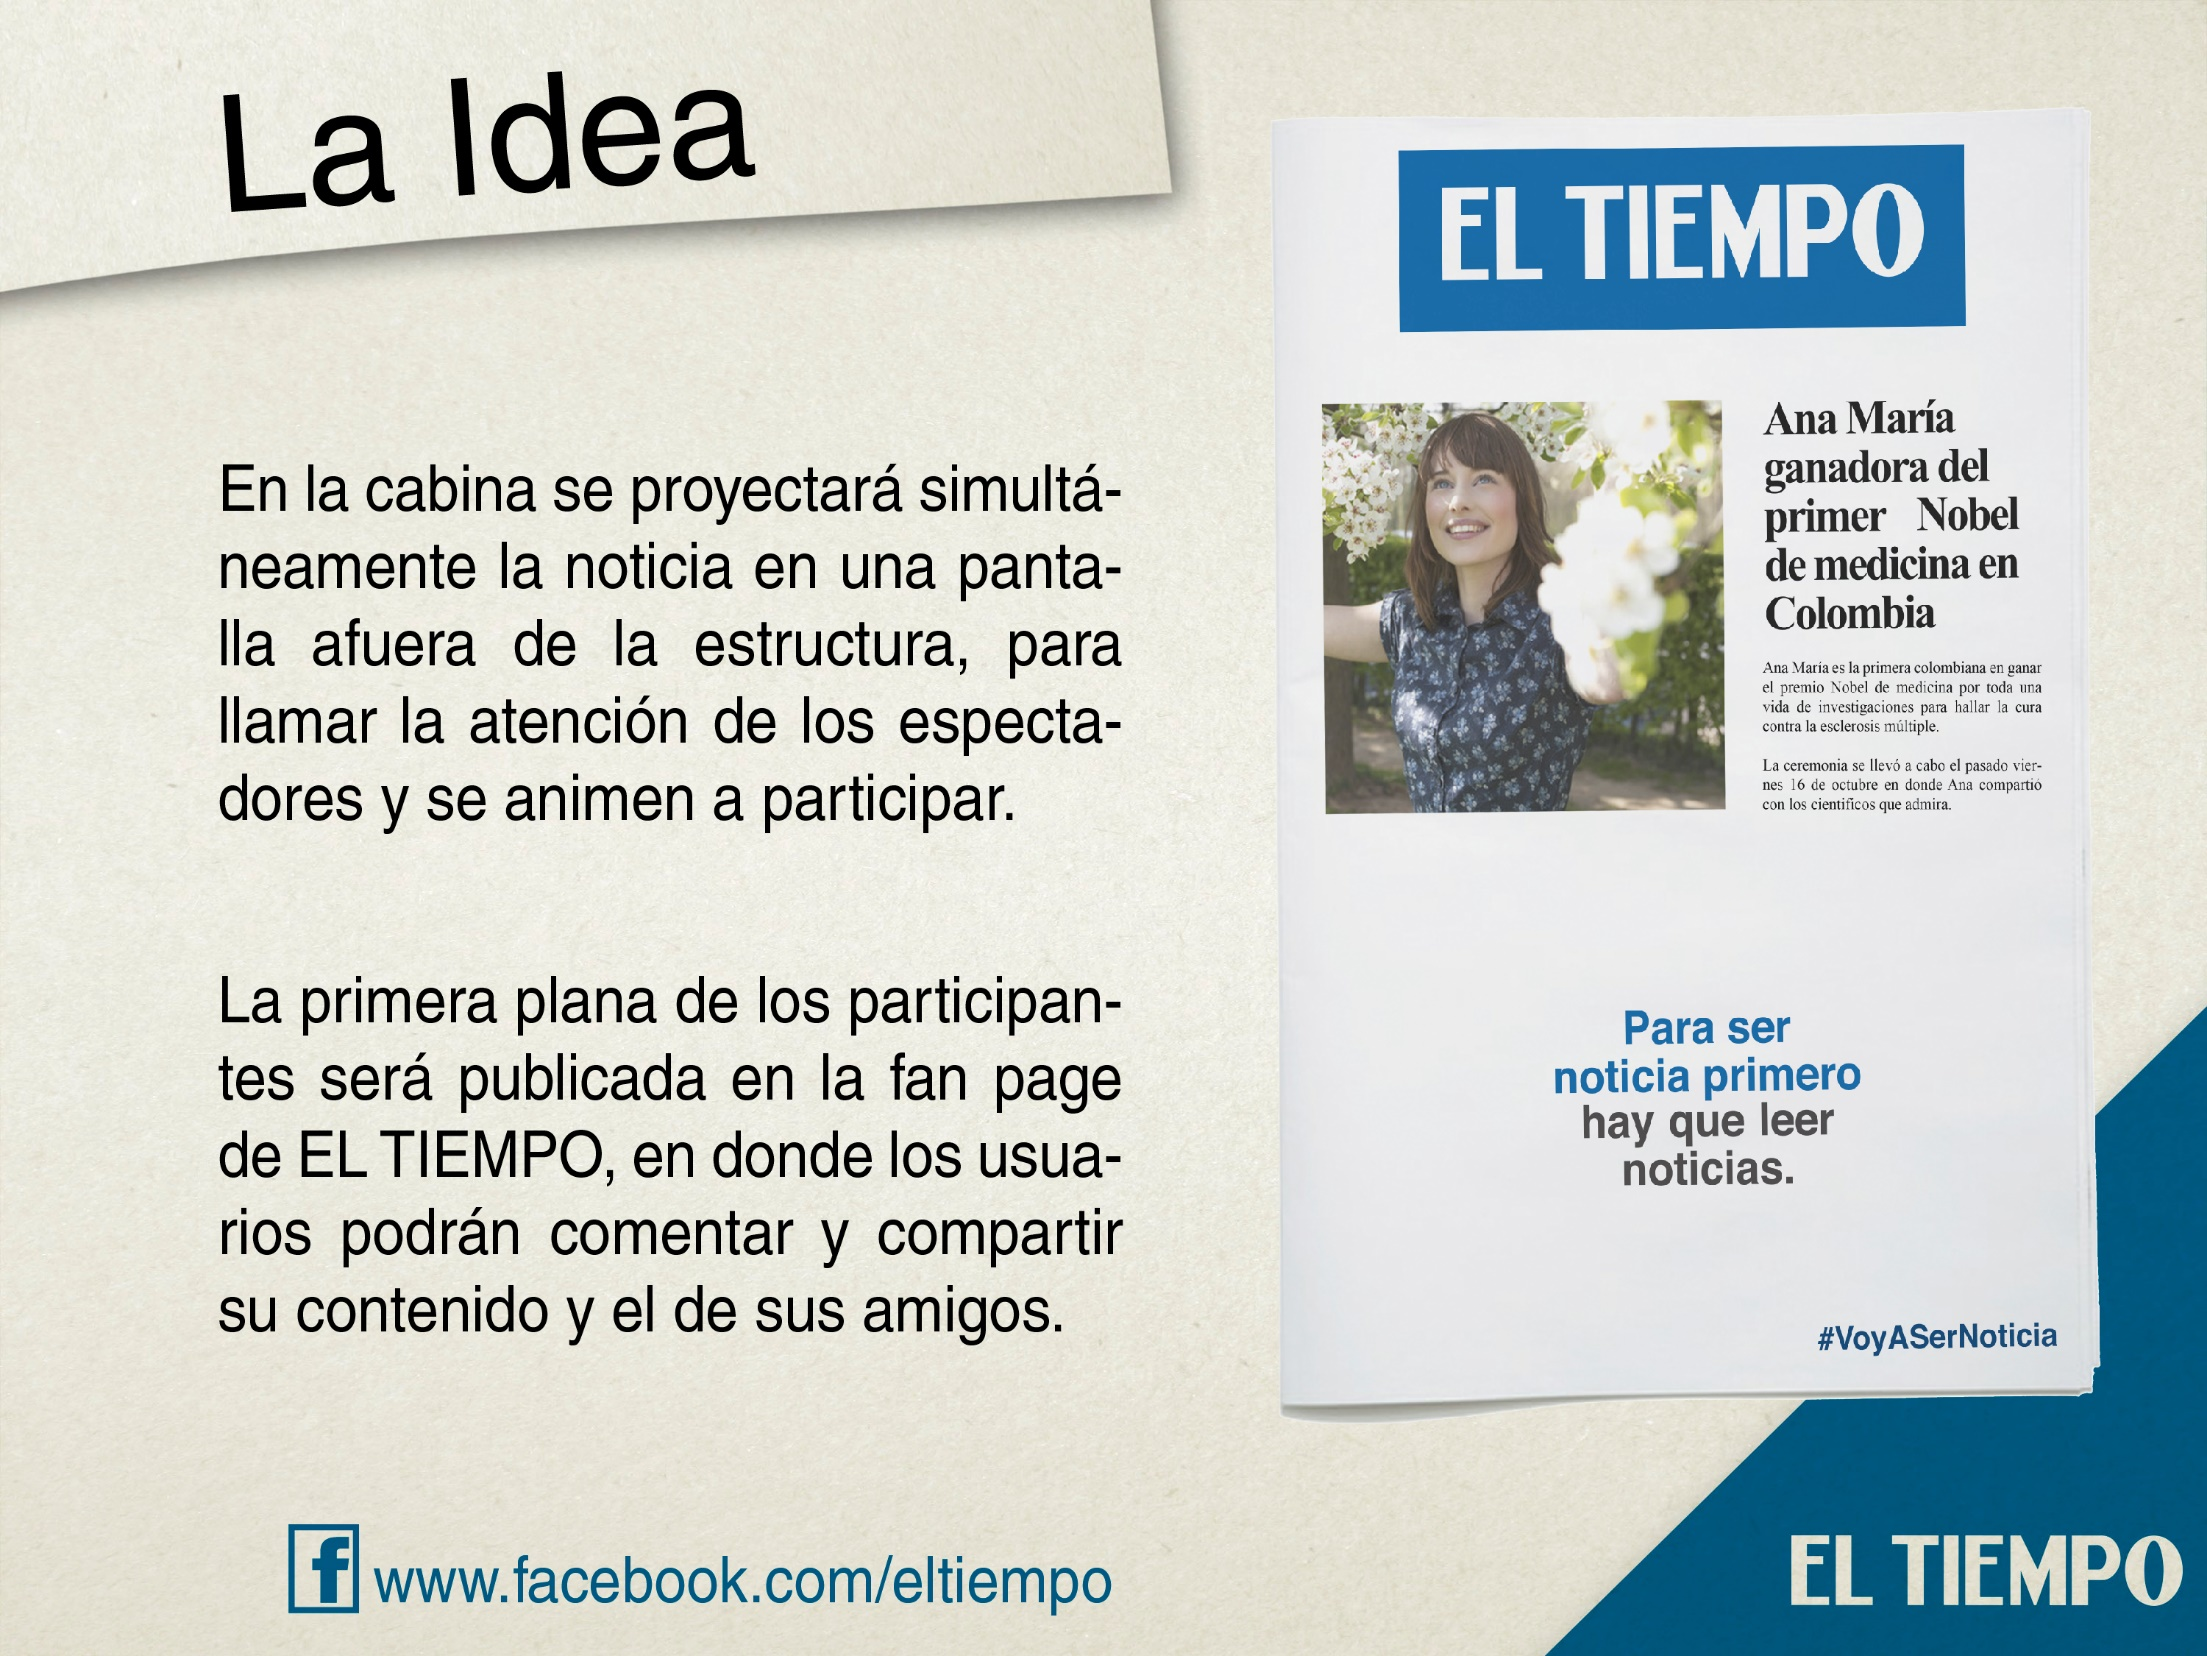 La Idea
En la cabina se proyectará simultá-
neamente la noticia en una panta-
lla afuera de la estructura, para
llamar la atención de los especta-
dores y se animen a participar.
La primera plana de los participan-
tes será publicada en la fan page
de EL TIEMPO, en donde los usua-
rios podrán comentar y compartir
su contenido y el de sus amigos.
f www.facebook.com/eltiempo
EL TIEMPO
Ana María
ganadora del
primer Nobel
de medicina en
Colombia
Ana María es la primera colombiana en ganar
el premio Nobel de medicina por toda una
vida de investigaciones para hallar la cura
contra la esclerosis múltiple.
La ceremonia se llevó a cabo el pasado vier-
nes 16 de octubre en donde Ana compartió
con los científicos que admira.
Para ser
noticia primero
hay que leer
noticias.
#VoyASerNoticia
EL TIEMPO